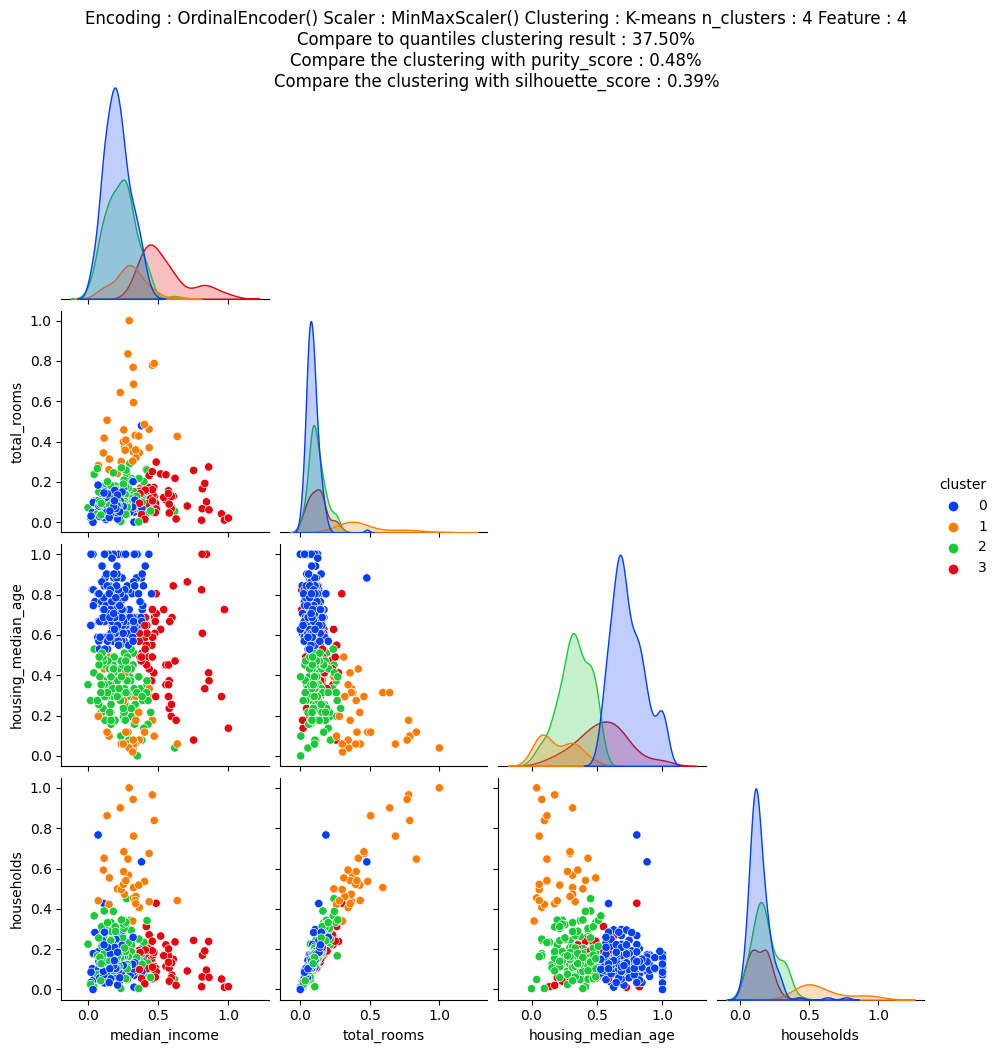 Encoding : OrdinalEncoder() Scaler : MinMaxScaler() Clustering : K-means n_clusters : 4 Feature : 4
Compare to quantiles clustering result : 37.50%
Compare the clustering with purity_score : 0.48%
Compare the clustering with silhouette_score : 0.39%
1.0
0.8
0.6
0.4
0.2
0.0
total_rooms
cluster
0
1
2
3
1.0
0.8
0.6
0.4
0.2
0.0
housing_median_age
1.0
0.8
0.6
0.4
0.2
0.0
households
0.0 0.5 1.0 0.0 0.5 1.0 0.0 0.5 1.0 0.0 0.5 1.0
median_income total_rooms housing_median_age households